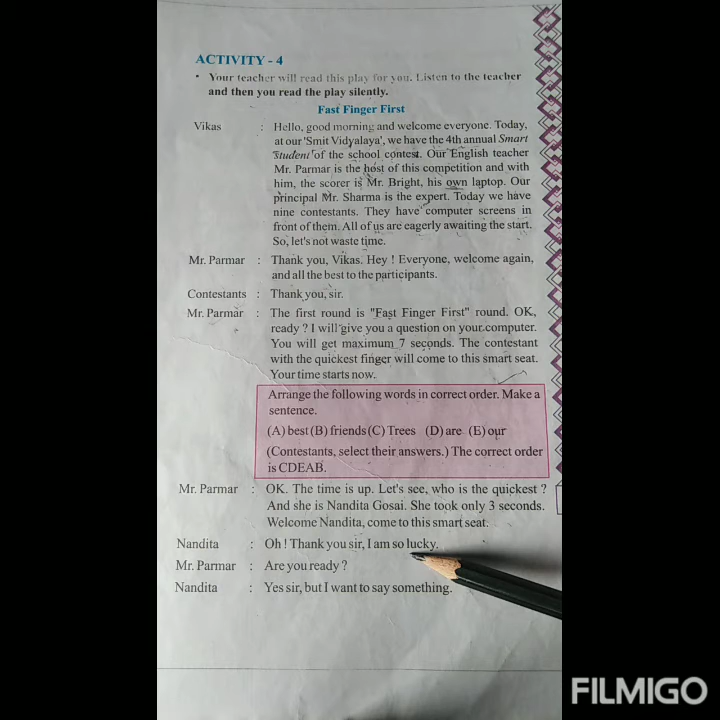 ACTIVITY - 4
• Your teacher will read this play for you. Listen to the teacher
and then you read the play silently.
Fast Finger First
Vikas : Hello, good morning and welcome everyone. Today,
at our 'Smit Vidyalaya', we have the 4th annual Smart
Student of the school contest. Our English teacher
Mr. Parmar is the host of this competition and with
him, the scorer is Mr. Bright, his own laptop. Our
principal Mr. Sharma is the expert. Today we have
nine contestants. They have computer screens in
front of them. All of us are eagerly awaiting the start.
So, let's not waste time.
Mr. Parmar : Thank you, Vikas. Hey ! Everyone, welcome again,
and all the best to the participants.
Contestants : Thank you, sir.
Mr. Parmar : The first round is "Fast Finger First" round. OK,
ready ? I will give you a question on your computer.
You will get maximum 7 seconds. The contestant
with the quickest finger will come to this smart seat.
Your time starts now.
Arrange the following words in correct order. Make a
sentence.
(A) best (B) friends (C) Trees (D) are (E) our
(Contestants, select their answers.) The correct order
is CDEAB.
Mr. Parmar : OK. The time is up. Let's see, who is the quickest ?
And she is Nandita Gosai. She took only 3 seconds.
Welcome Nandita, come to this smart seat.
Nandita : Oh ! Thank you sir, I am so lucky.
Mr. Parmar : Are you ready ?
Nandita : Yes sir, but I want to say something.
FILMIGO